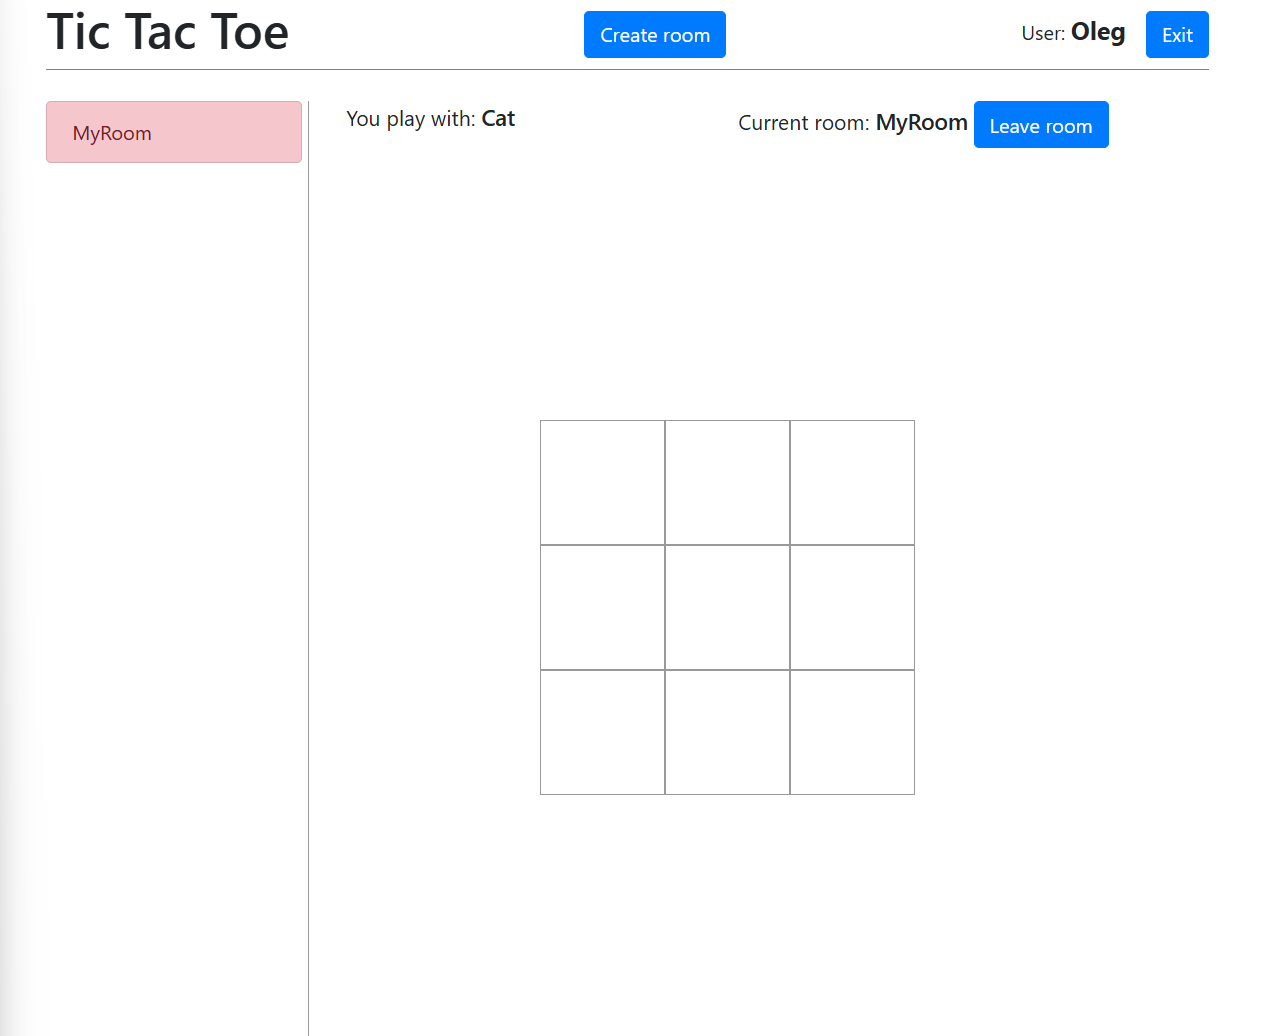 Tic Tac Toe
Create room
User: Oleg
Exit
MyRoom
You play with: Cat
Current room: MyRoom
Leave room